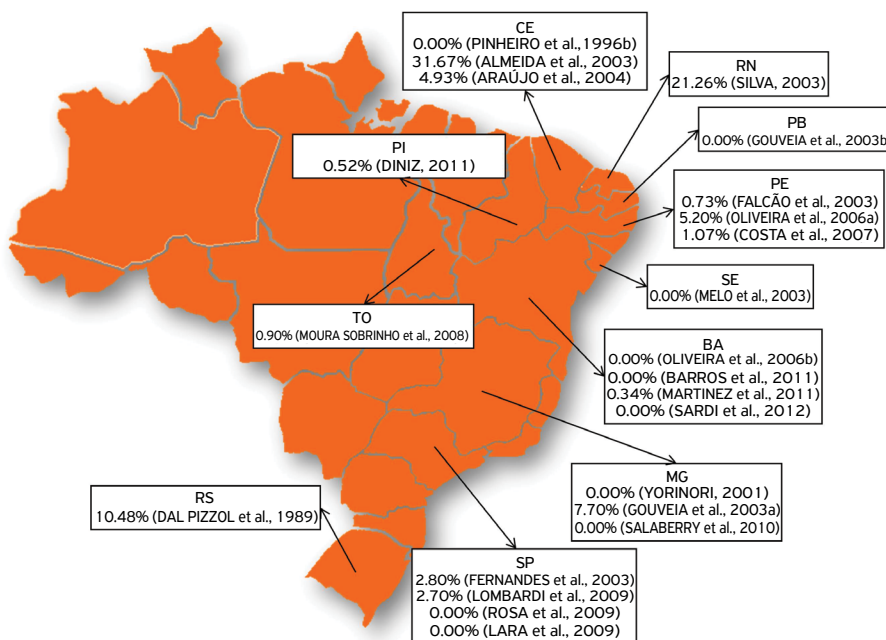 CE
0.00% (PINHEIRO et al.,1996b)
31.67% (ALMEIDA et al., 2003)
4.93% (ARAÚJO et al., 2004)
RN
21.26% (SILVA, 2003)
PB
0.00% (GOUVEIA et al., 2003b
PI
0.52% (DINIZ, 2011)
PE
0.73% (FALCÃO et al., 2003)
5.20% (OLIVEIRA et al., 2006a)
1.07% (COSTA et al., 2007)
SE
0.00% (MELO et al., 2003)
TO
0.90% (MOURA SOBRINHO et al., 2008)
BA
0.00% (OLIVEIRA et al., 2006b)
0.00% (BARROS et al., 2011)
0.34% (MARTINEZ et al., 2011)
0.00% (SARDI et al., 2012)
MG
0.00% (YORINORI, 2001)
7.70% (GOUVEIA et al., 2003a)
0.00% (SALABERRY et al., 2010)
RS
10.48% (DAL PIZZOL et al., 1989)
SP
2.80% (FERNANDES et al., 2003)
2.70% (LOMBARDI et al., 2009)
0.00% (ROSA et al., 2009)
0.00% (LARA et al., 2009)